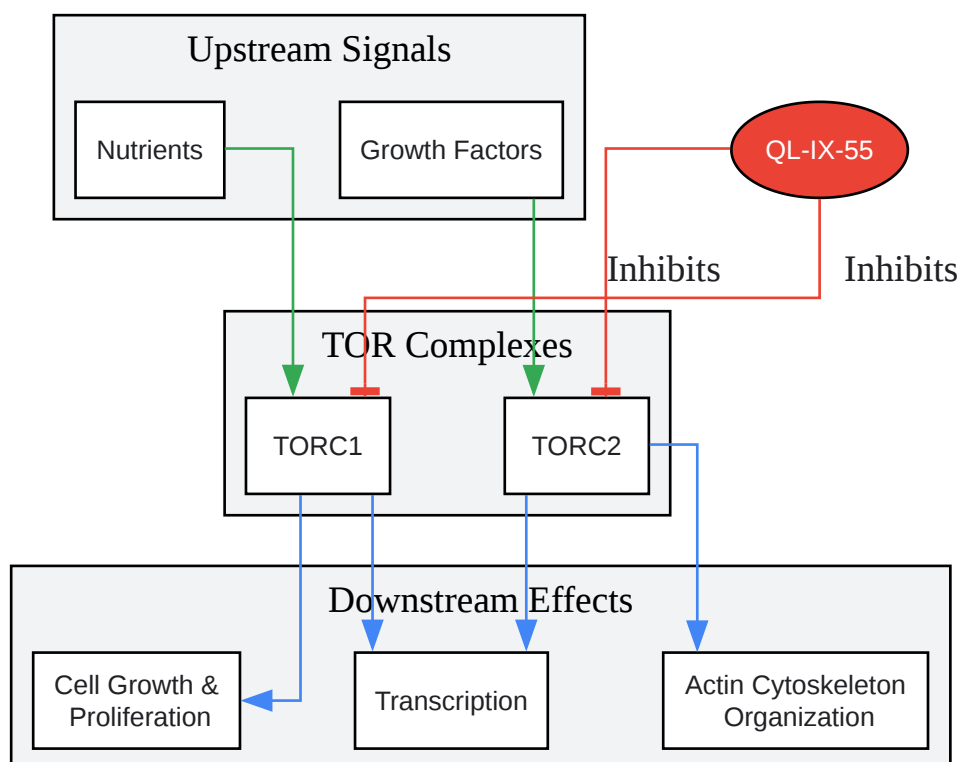 Upstream Signals
Nutrients
Growth Factors
QL-IX-55
Inhibits
Inhibits
TOR Complexes
TORC1
TORC2
Downstream Effects
Cell Growth &
Proliferation
Transcription
Actin Cytoskeleton
Organization